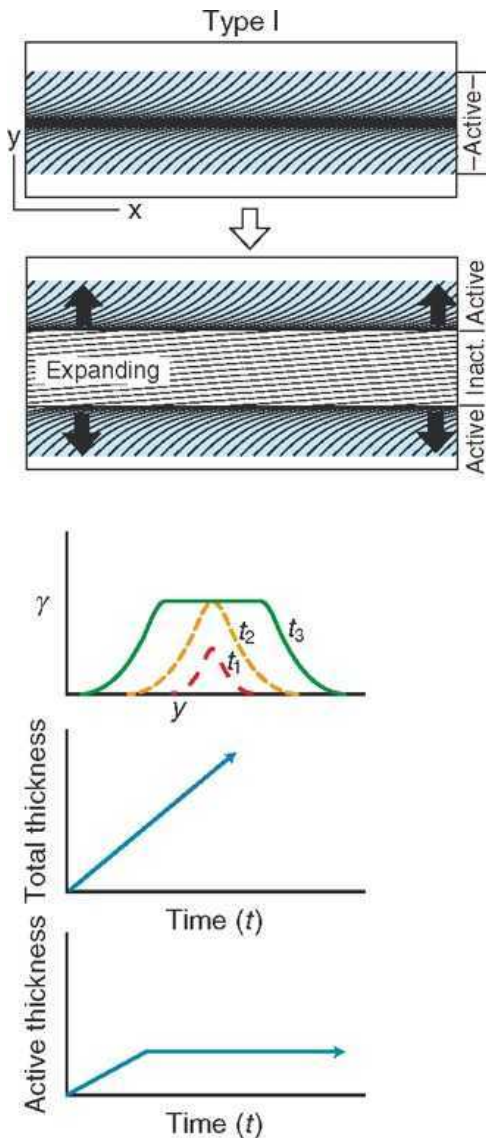 Type I
–Active–
y
x
Active
Inact.
Active
Expanding
γ
t2
t3
t1
y
Total thickness
Time (t)
Active thickness
Time (t)